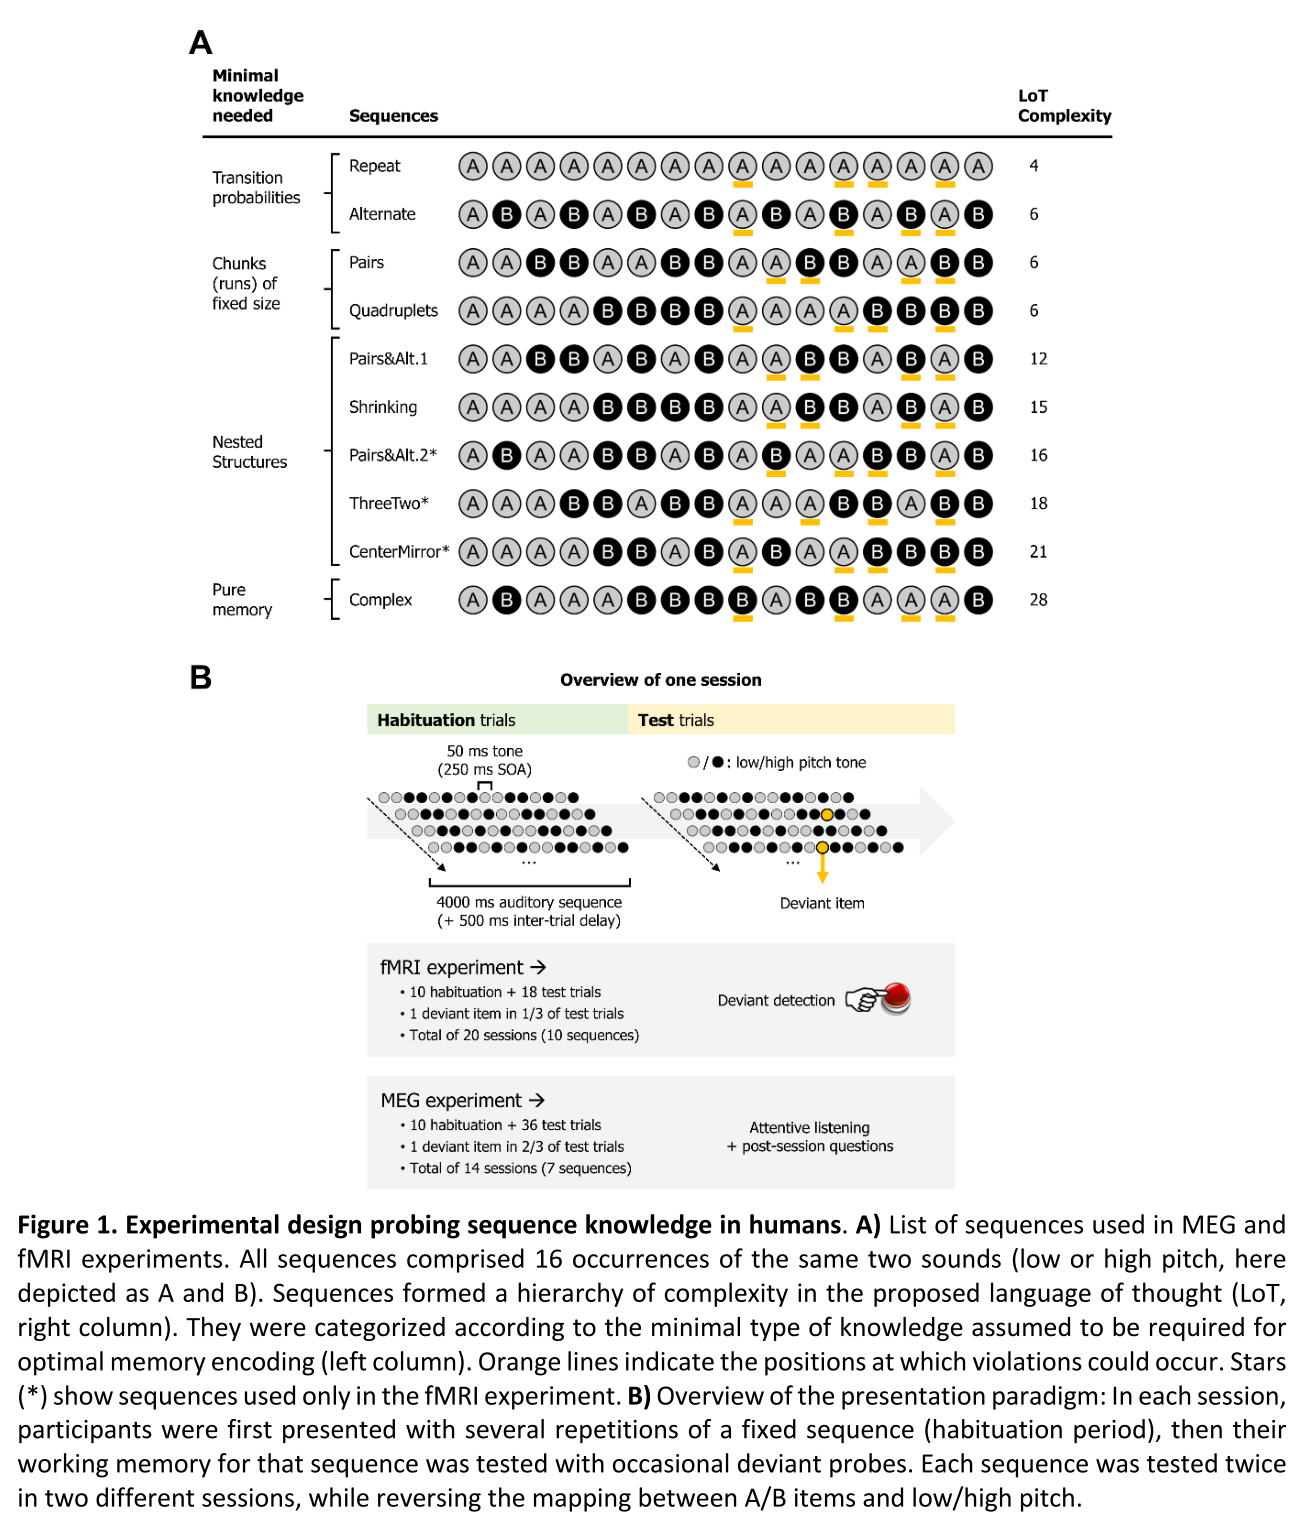 A
Minimal
knowledge
needed
Sequences
LoT
Complexity
Transition
probabilities
Repeat
A A A A A A A A A A A A A A A A
4
Alternate
A B A B A B A B A B A B A B A B
6
Chunks
(runs) of
fixed size
Pairs
A A B B A A B B A A B B A A B B
6
Quadruplets
A A A A B B B B A A A A B B B B
6
Nested
Structures
Pairs&Alt.1
A A B B A B A B A A B B A B A B
12
Shrinking
A A A A B B B B A A B B A B A B
15
Pairs&Alt.2*
A B A A B B A B A B A A B B A B
16
ThreeTwo*
A A A B B A B B A A A B B A B B
18
CenterMirror*
A A A A B B A B A B A A B B B B
21
Pure
memory
Complex
A B A A A B B B B A B B A A A B
28
B
Overview of one session
Habituation trials
Test trials
50 ms tone
(250 ms SOA)
/ : low/high pitch tone
...
...
4000 ms auditory sequence
(+ 500 ms inter-trial delay)
Deviant item
fMRI experiment →
• 10 habituation + 18 test trials
• 1 deviant item in 1/3 of test trials
• Total of 20 sessions (10 sequences)
Deviant detection
MEG experiment →
• 10 habituation + 36 test trials
• 1 deviant item in 2/3 of test trials
• Total of 14 sessions (7 sequences)
Attentive listening
+ post-session questions
Figure 1. Experimental design probing sequence knowledge in humans. A) List of sequences used in MEG and
fMRI experiments. All sequences comprised 16 occurrences of the same two sounds (low or high pitch, here
depicted as A and B). Sequences formed a hierarchy of complexity in the proposed language of thought (LoT,
right column). They were categorized according to the minimal type of knowledge assumed to be required for
optimal memory encoding (left column). Orange lines indicate the positions at which violations could occur. Stars
(*) show sequences used only in the fMRI experiment. B) Overview of the presentation paradigm: In each session,
participants were first presented with several repetitions of a fixed sequence (habituation period), then their
working memory for that sequence was tested with occasional deviant probes. Each sequence was tested twice
in two different sessions, while reversing the mapping between A/B items and low/high pitch.